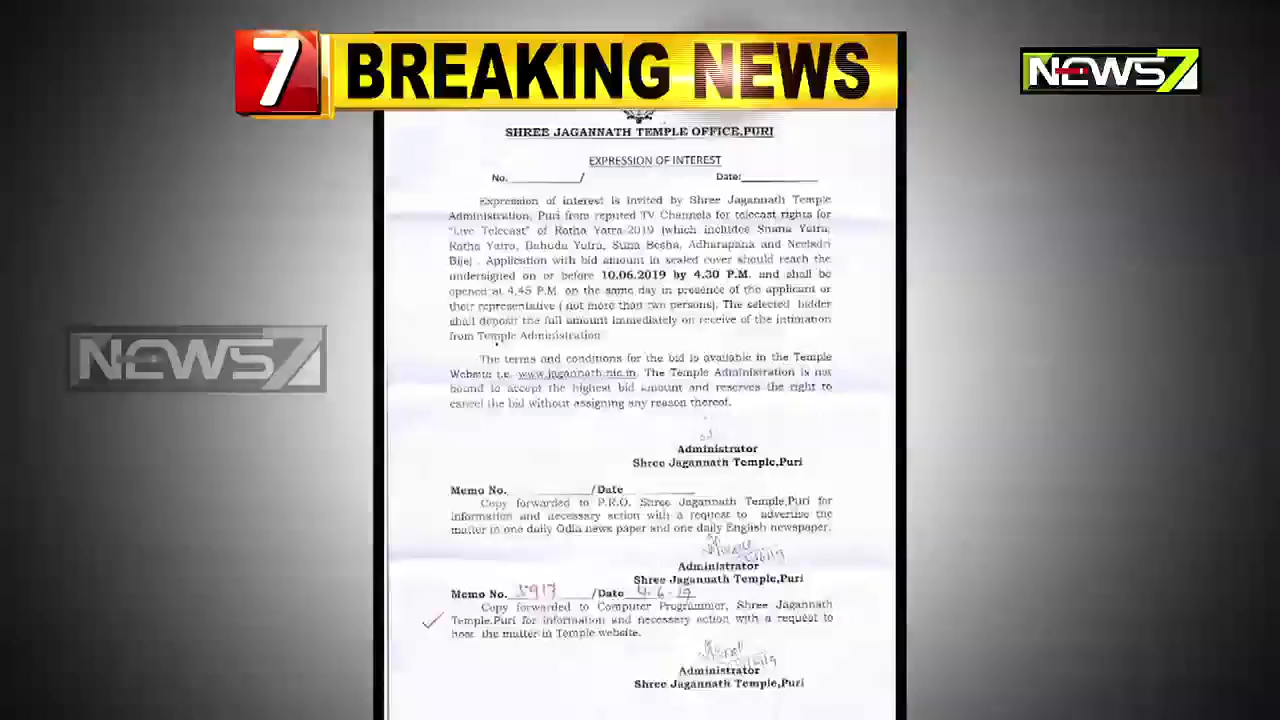 7 BREAKING NEWS
NEWS7
SHREE JAGANNATH TEMPLE OFFICE,PURI
EXPRESSION OF INTEREST
No. / Date:
Expression of interest is invited by Shree Jagannath Temple
Administration, Puri from reputed TV Channels for telecast rights for
"Live Telecast" of Ratha Yatra-2019 (which includes Snana Yatra,
Ratha Yatra, Bahuda Yatra, Suna Besha, Adharapana and Neeladri
Bije) . Application with bid amount in sealed cover should reach the
undersigned on or before 10.06.2019 by 4.30 P.M. and shall be
opened at 4.45 P.M. on the same day in presence of the applicant or
their representative ( not more than two persons). The selected bidder
shall deposit the full amount immediately on receive of the intimation
from Temple Administration
NEWS7
The terms and conditions for the bid is available in the Temple
Website i.e. www.jagannath.nic.in. The Temple Administration is not
bound to accept the highest bid amount and reserves the right to
cancel the bid without assigning any reason thereof.
Administrator
Shree Jagannath Temple,Puri
Memo No. /Date
Copy forwarded to P.R.O. Shree Jagannath Temple,Puri for
information and necessary action with a request to advertise the
matter in one daily Odia news paper and one daily English newspaper.
Administrator
Shree Jagannath Temple,Puri
Memo No. 5917 /Date 4-6-19
Copy forwarded to Computer Programmer, Shree Jagannath
Temple,Puri for information and necessary action with a request to
host the matter in Temple website.
Administrator
Shree Jagannath Temple,Puri